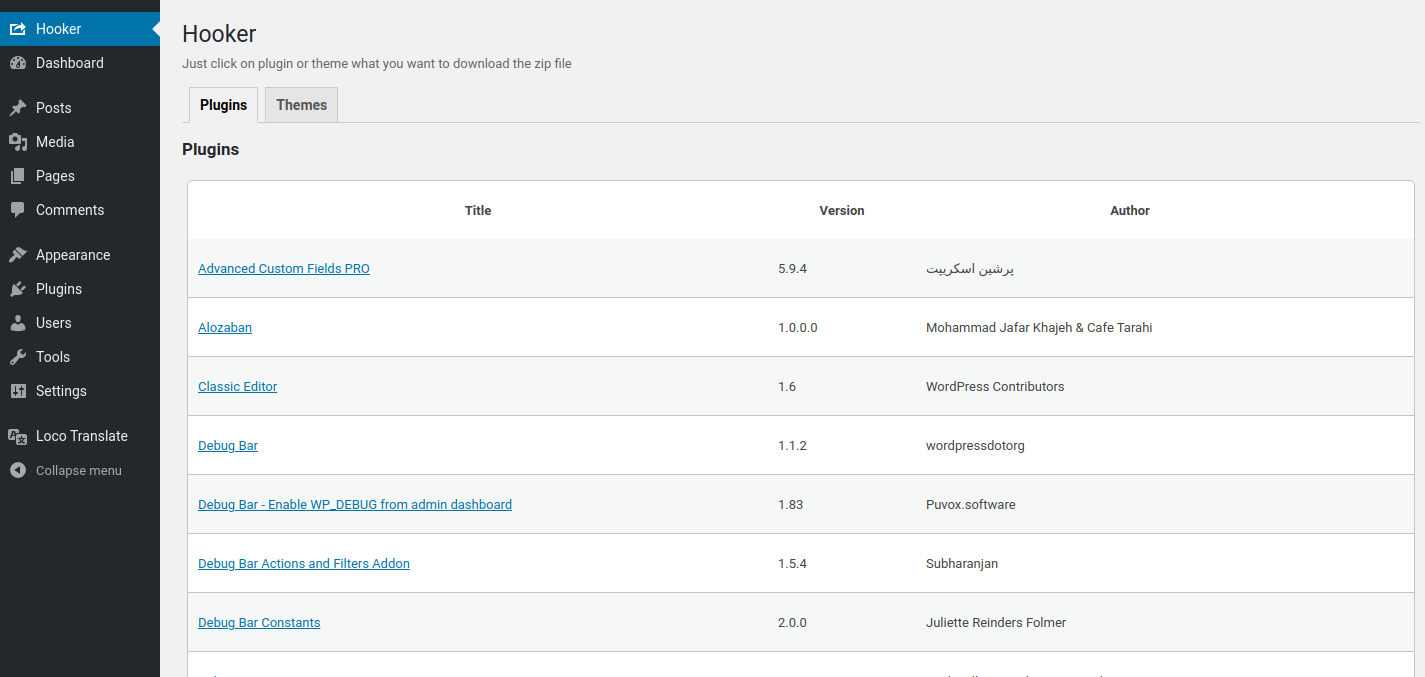 Hooker
Dashboard
Posts
Media
Pages
Comments
Appearance
Plugins
Users
Tools
Settings
Loco Translate
Collapse menu
Hooker
Just click on plugin or theme what you want to download the zip file
Plugins Themes
Plugins
Title Version Author
Advanced Custom Fields PRO 5.9.4 پرشین اسکریپت
Alozaban 1.0.0.0 Mohammad Jafar Khajeh & Cafe Tarahi
Classic Editor 1.6 WordPress Contributors
Debug Bar 1.1.2 wordpressdotorg
Debug Bar - Enable WP_DEBUG from admin dashboard 1.83 Puvox.software
Debug Bar Actions and Filters Addon 1.5.4 Subharanjan
Debug Bar Constants 2.0.0 Juliette Reinders Folmer